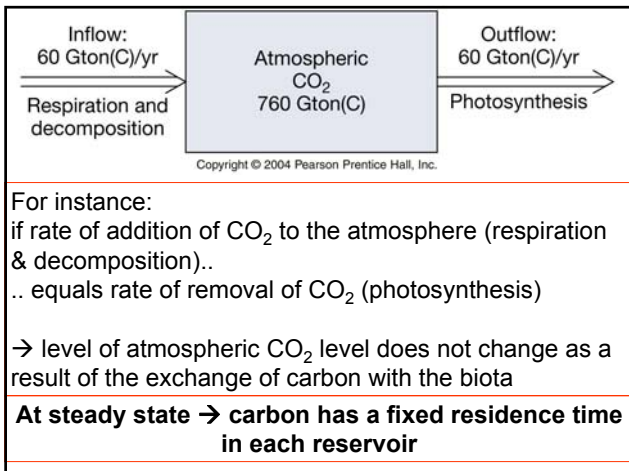 Inflow:
60 Gton(C)/yr
Respiration and
decomposition
Atmospheric
CO₂
760 Gton(C)
Outflow:
60 Gton(C)/yr
Photosynthesis
Copyright © 2004 Pearson Prentice Hall, Inc.
For instance:
if rate of addition of CO₂ to the atmosphere (respiration
& decomposition)..
.. equals rate of removal of CO₂ (photosynthesis)
→ level of atmospheric CO₂ level does not change as a
result of the exchange of carbon with the biota
At steady state → carbon has a fixed residence time
in each reservoir